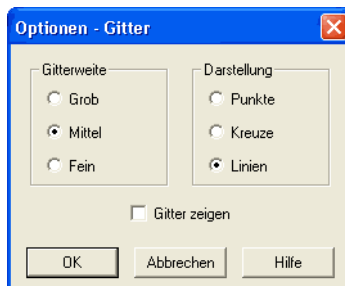 Optionen - Gitter
Gitterweite
Grob
Mittel
Fein
Darstellung
Punkte
Kreuze
Linien
Gitter zeigen
OK
Abbrechen
Hilfe